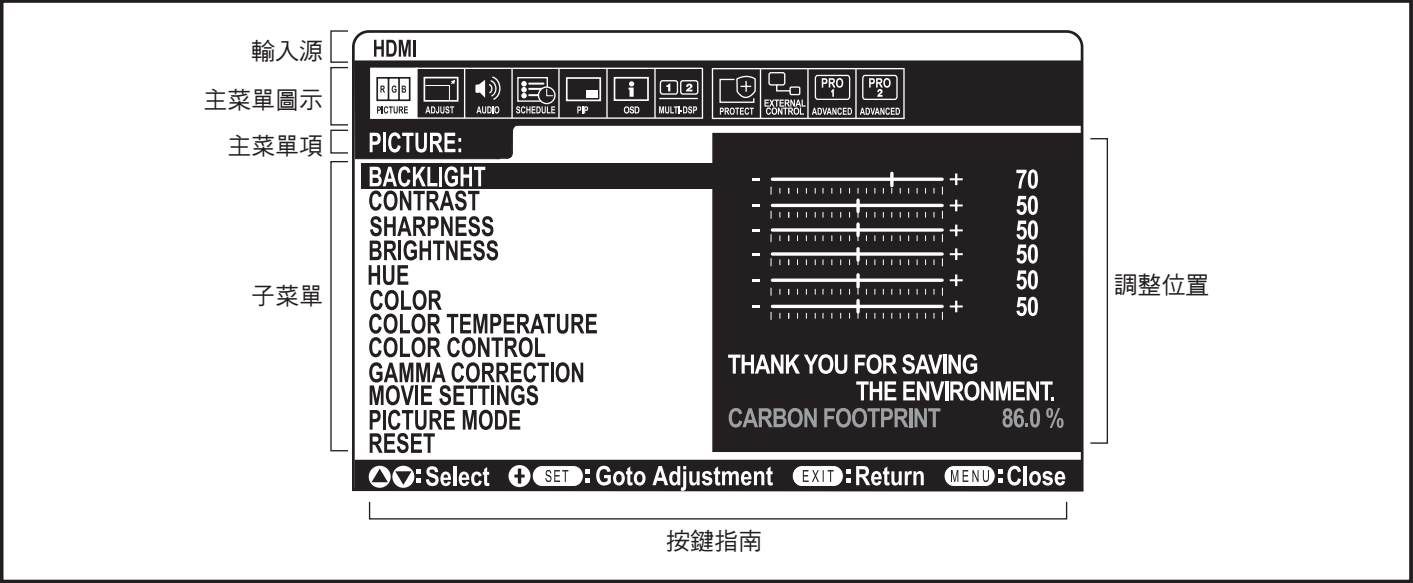 輸入源
HDMI
主菜單圖示
R G B
PICTURE
ADJUST
AUDIO
SCHEDULE
PIP
OSD
1 2
MULTI-DSP
PROTECT
EXTERNAL
CONTROL
PRO
1
ADVANCED
PRO
2
ADVANCED
主菜單項
PICTURE:
子菜單
BACKLIGHT - + 70
CONTRAST - + 50
SHARPNESS - + 50
BRIGHTNESS - + 50
HUE - + 50
COLOR - + 50
COLOR TEMPERATURE
COLOR CONTROL
GAMMA CORRECTION
MOVIE SETTINGS
PICTURE MODE
RESET
THANK YOU FOR SAVING
THE ENVIRONMENT.
CARBON FOOTPRINT 86.0 %
調整位置
:Select SET:Goto Adjustment EXIT:Return MENU:Close
按鍵指南